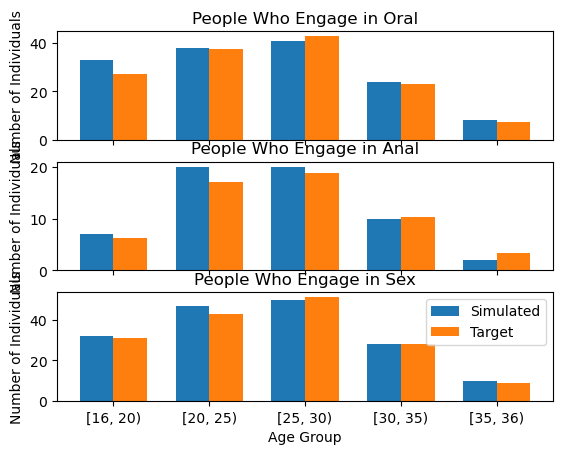 People Who Engage in Oral
Number of Individuals
40
20
0
People Who Engage in Anal
Number of Individuals
20
10
0
People Who Engage in Sex
Number of Individuals
40
20
0
Simulated
Target
[16, 20)
[20, 25)
[25, 30)
[30, 35)
[35, 36)
Age Group